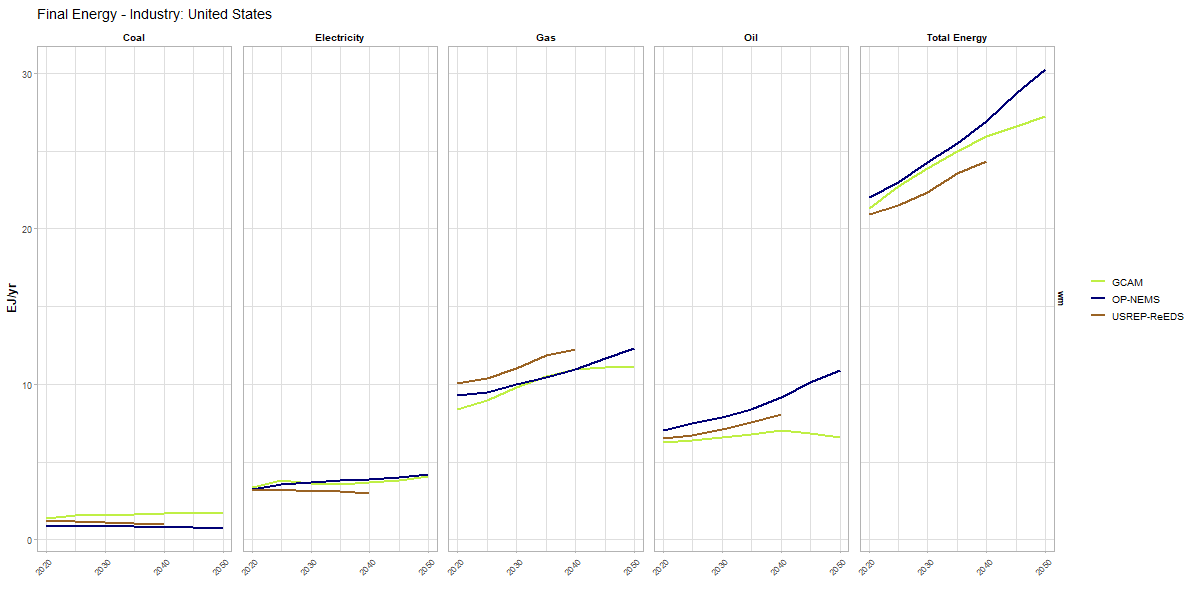 Final Energy - Industry: United States
Coal
Electricity
Gas
Oil
Total Energy
30
20
10
0
EJ/yr
2020 2030 2040 2050
2020 2030 2040 2050
2020 2030 2040 2050
2020 2030 2040 2050
2020 2030 2040 2050
wm
GCAM
OP-NEMS
USREP-ReEDS